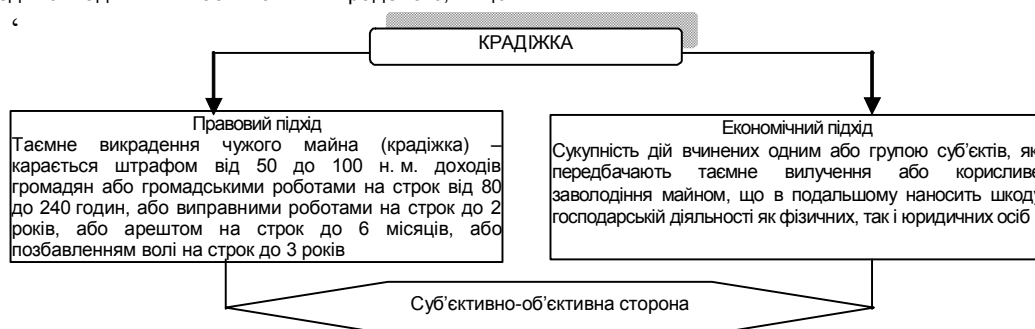 КРАДІЖКА
Правовий підхід
Таємне викрадення чужого майна (крадіжка) –
карається штрафом від 50 до 100 н. м. доходів
громадян або громадськими роботами на строк від 80
до 240 годин, або виправними роботами на строк до 2
років, або арештом на строк до 6 місяців, або
позбавленням волі на строк до 3 років
Економічний підхід
Сукупність дій вчинених одним або групою суб’єктів, як
передбачають таємне вилучення або корисливе
заволодіння майном, що в подальшому наносить шкоду
господарській діяльності як фізичних, так і юридичних осіб
Суб’єктивно-об’єктивна сторона